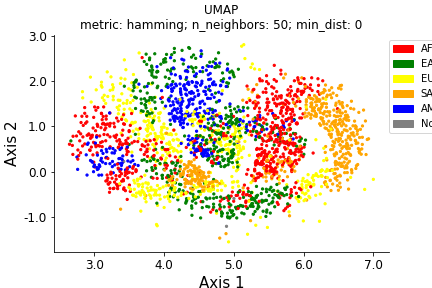 UMAP
metric: hamming; n_neighbors: 50; min_dist: 0
3.0
2.0
1.0
0.0
-1.0
Axis 2
3.0 4.0 5.0 6.0 7.0
Axis 1
AF
EA
EU
SA
AM